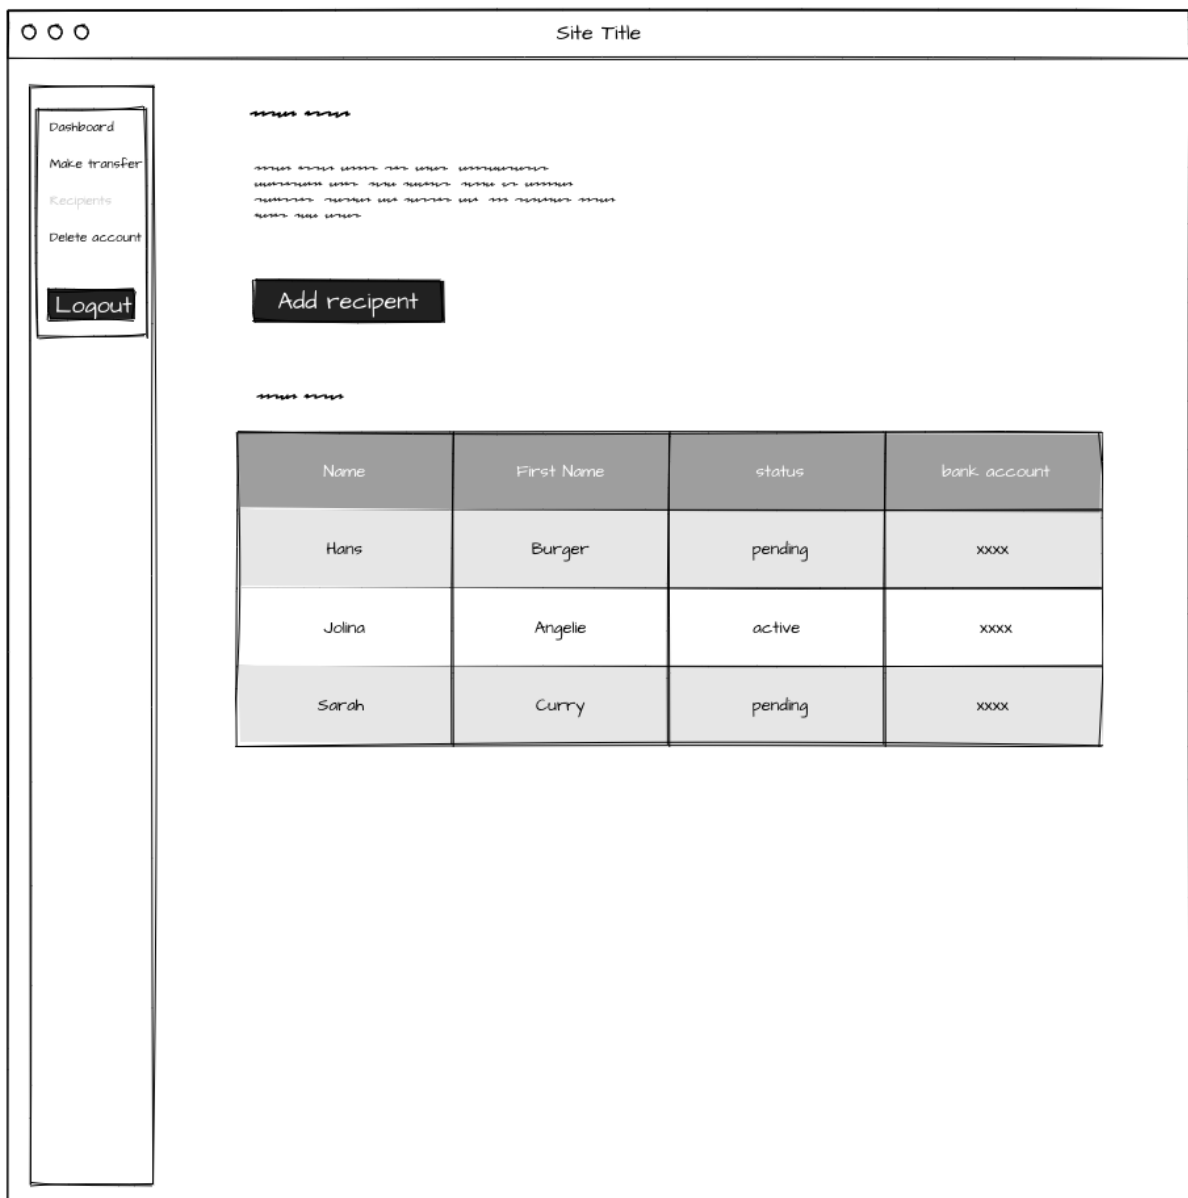 Site Title
Dashboard
Make transfer
Recipients
Delete account
Logout
Add recipent
Name First Name status bank account
Hans Burger pending xxxx
Jolina Angelie active xxxx
Sarah Curry pending xxxx